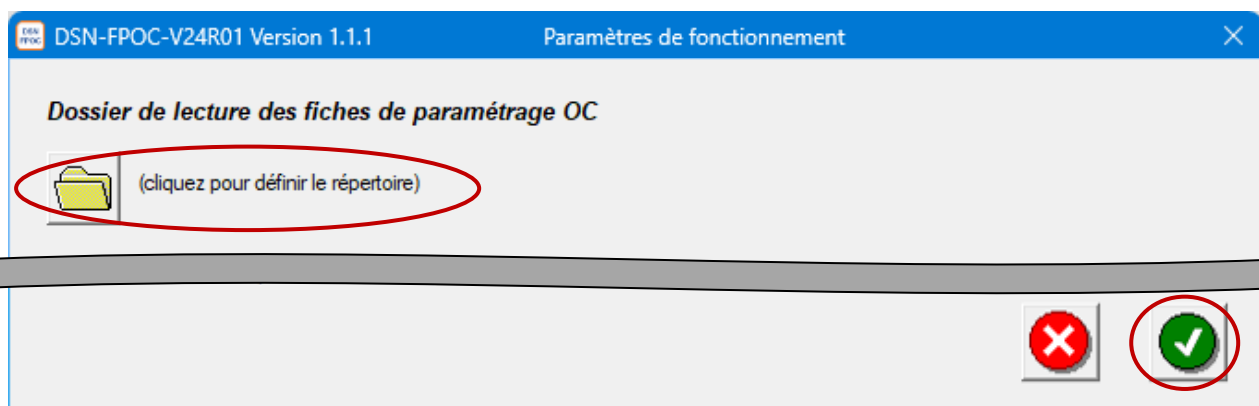 DSN FPOC DSN-FPOC-V24R01 Version 1.1.1 Paramètres de fonctionnement
Dossier de lecture des fiches de paramétrage OC
(cliquez pour définir le répertoire)